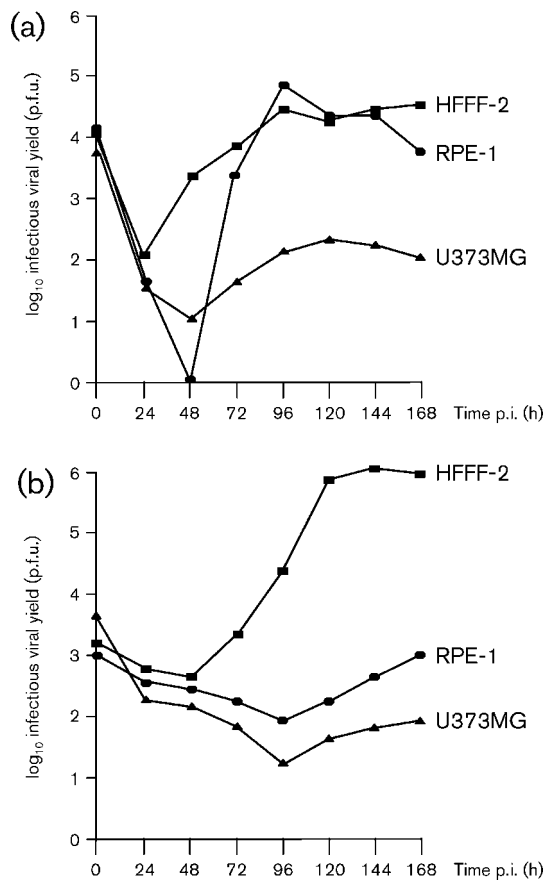 (a)
log₁₀ infectious viral yield (p.f.u.)
6
5
4
3
2
1
0
HFFF-2
RPE-1
U373MG
0 24 48 72 96 120 144 168 Time p.i. (h)
(b)
log₁₀ infectious viral yield (p.f.u.)
6
5
4
3
2
1
0
HFFF-2
RPE-1
U373MG
0 24 48 72 96 120 144 168 Time p.i. (h)